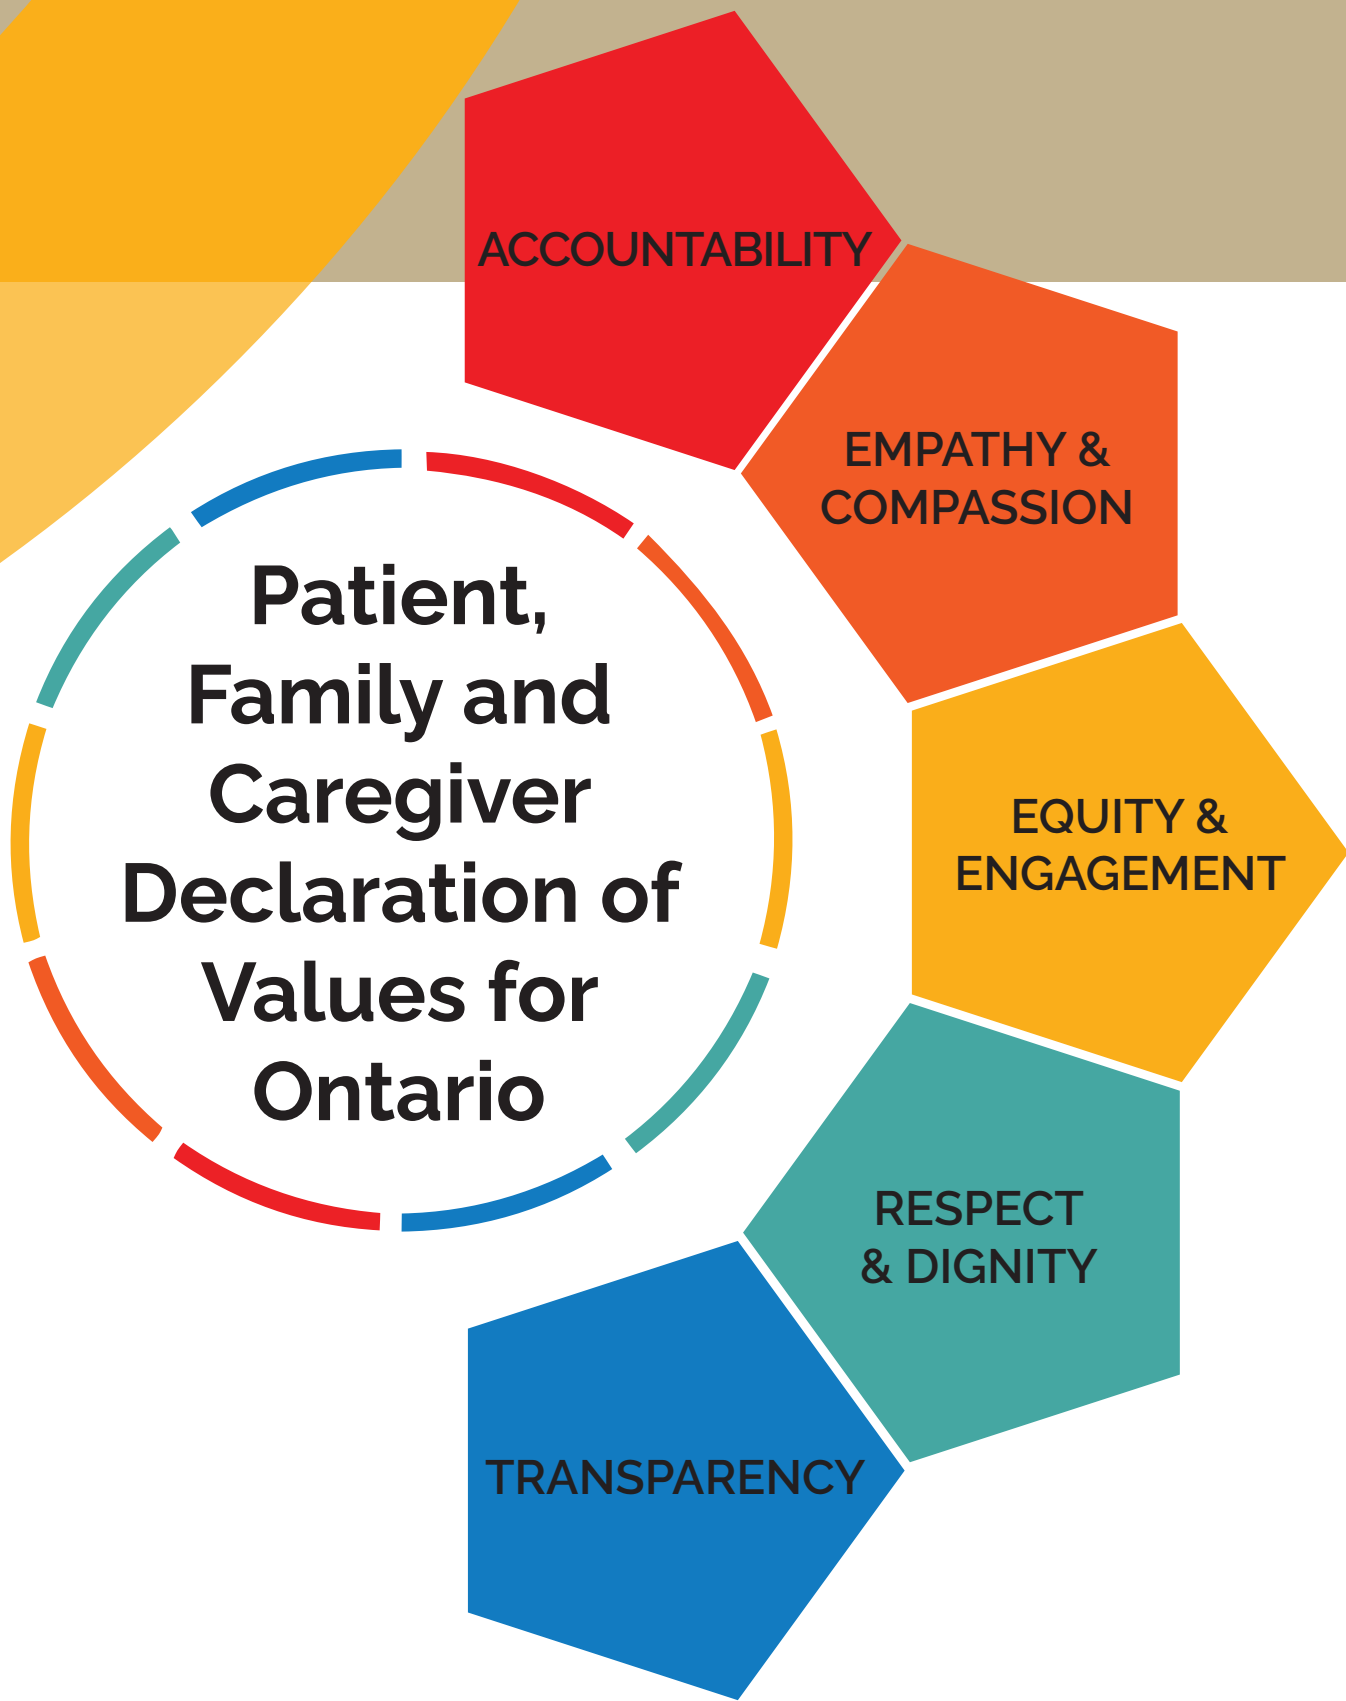 ACCOUNTABILITY
EMPATHY &
COMPASSION
Patient,
Family and
Caregiver
Declaration of
Values for
Ontario
EQUITY &
ENGAGEMENT
RESPECT
& DIGNITY
TRANSPARENCY